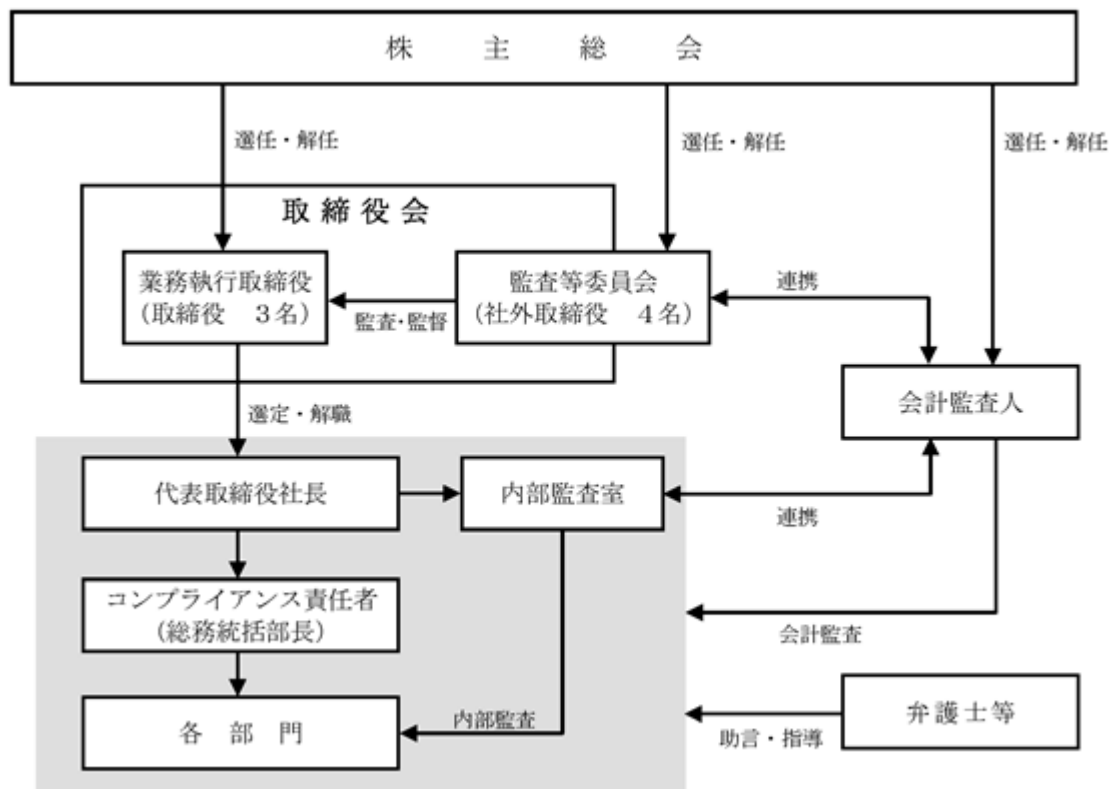 株主総会
選任・解任
選任・解任
選任・解任
取締役会
業務執行取締役
(取締役　3名)
監査・監督
監査等委員会
(社外取締役　4名)
連携
会計監査人
選定・解職
代表取締役社長
内部監査室
連携
コンプライアンス責任者
(総務統括部長)
会計監査
各部門
内部監査
弁護士等
助言・指導